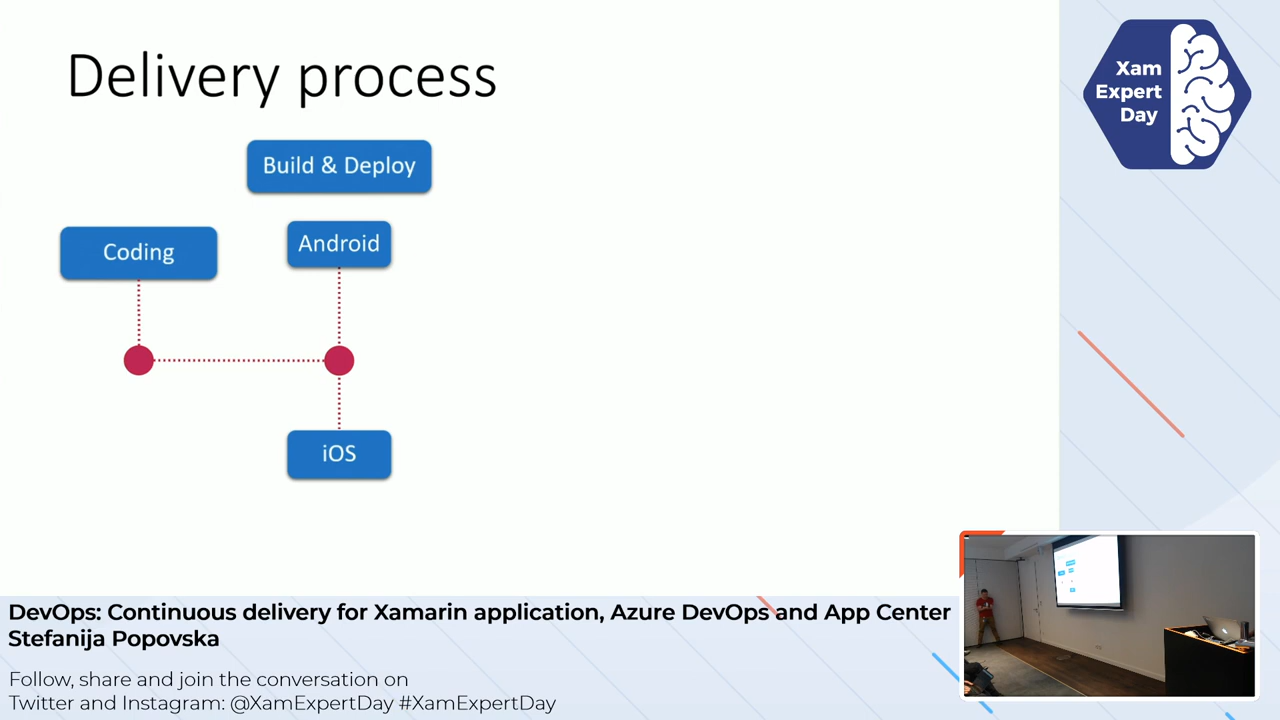 Delivery process
Build & Deploy
Coding
Android
iOS
Xam
Expert
Day
DevOps: Continuous delivery for Xamarin application, Azure DevOps and App Center
Stefanija Popovska
Follow, share and join the conversation on
Twitter and Instagram: @XamExpertDay #XamExpertDay